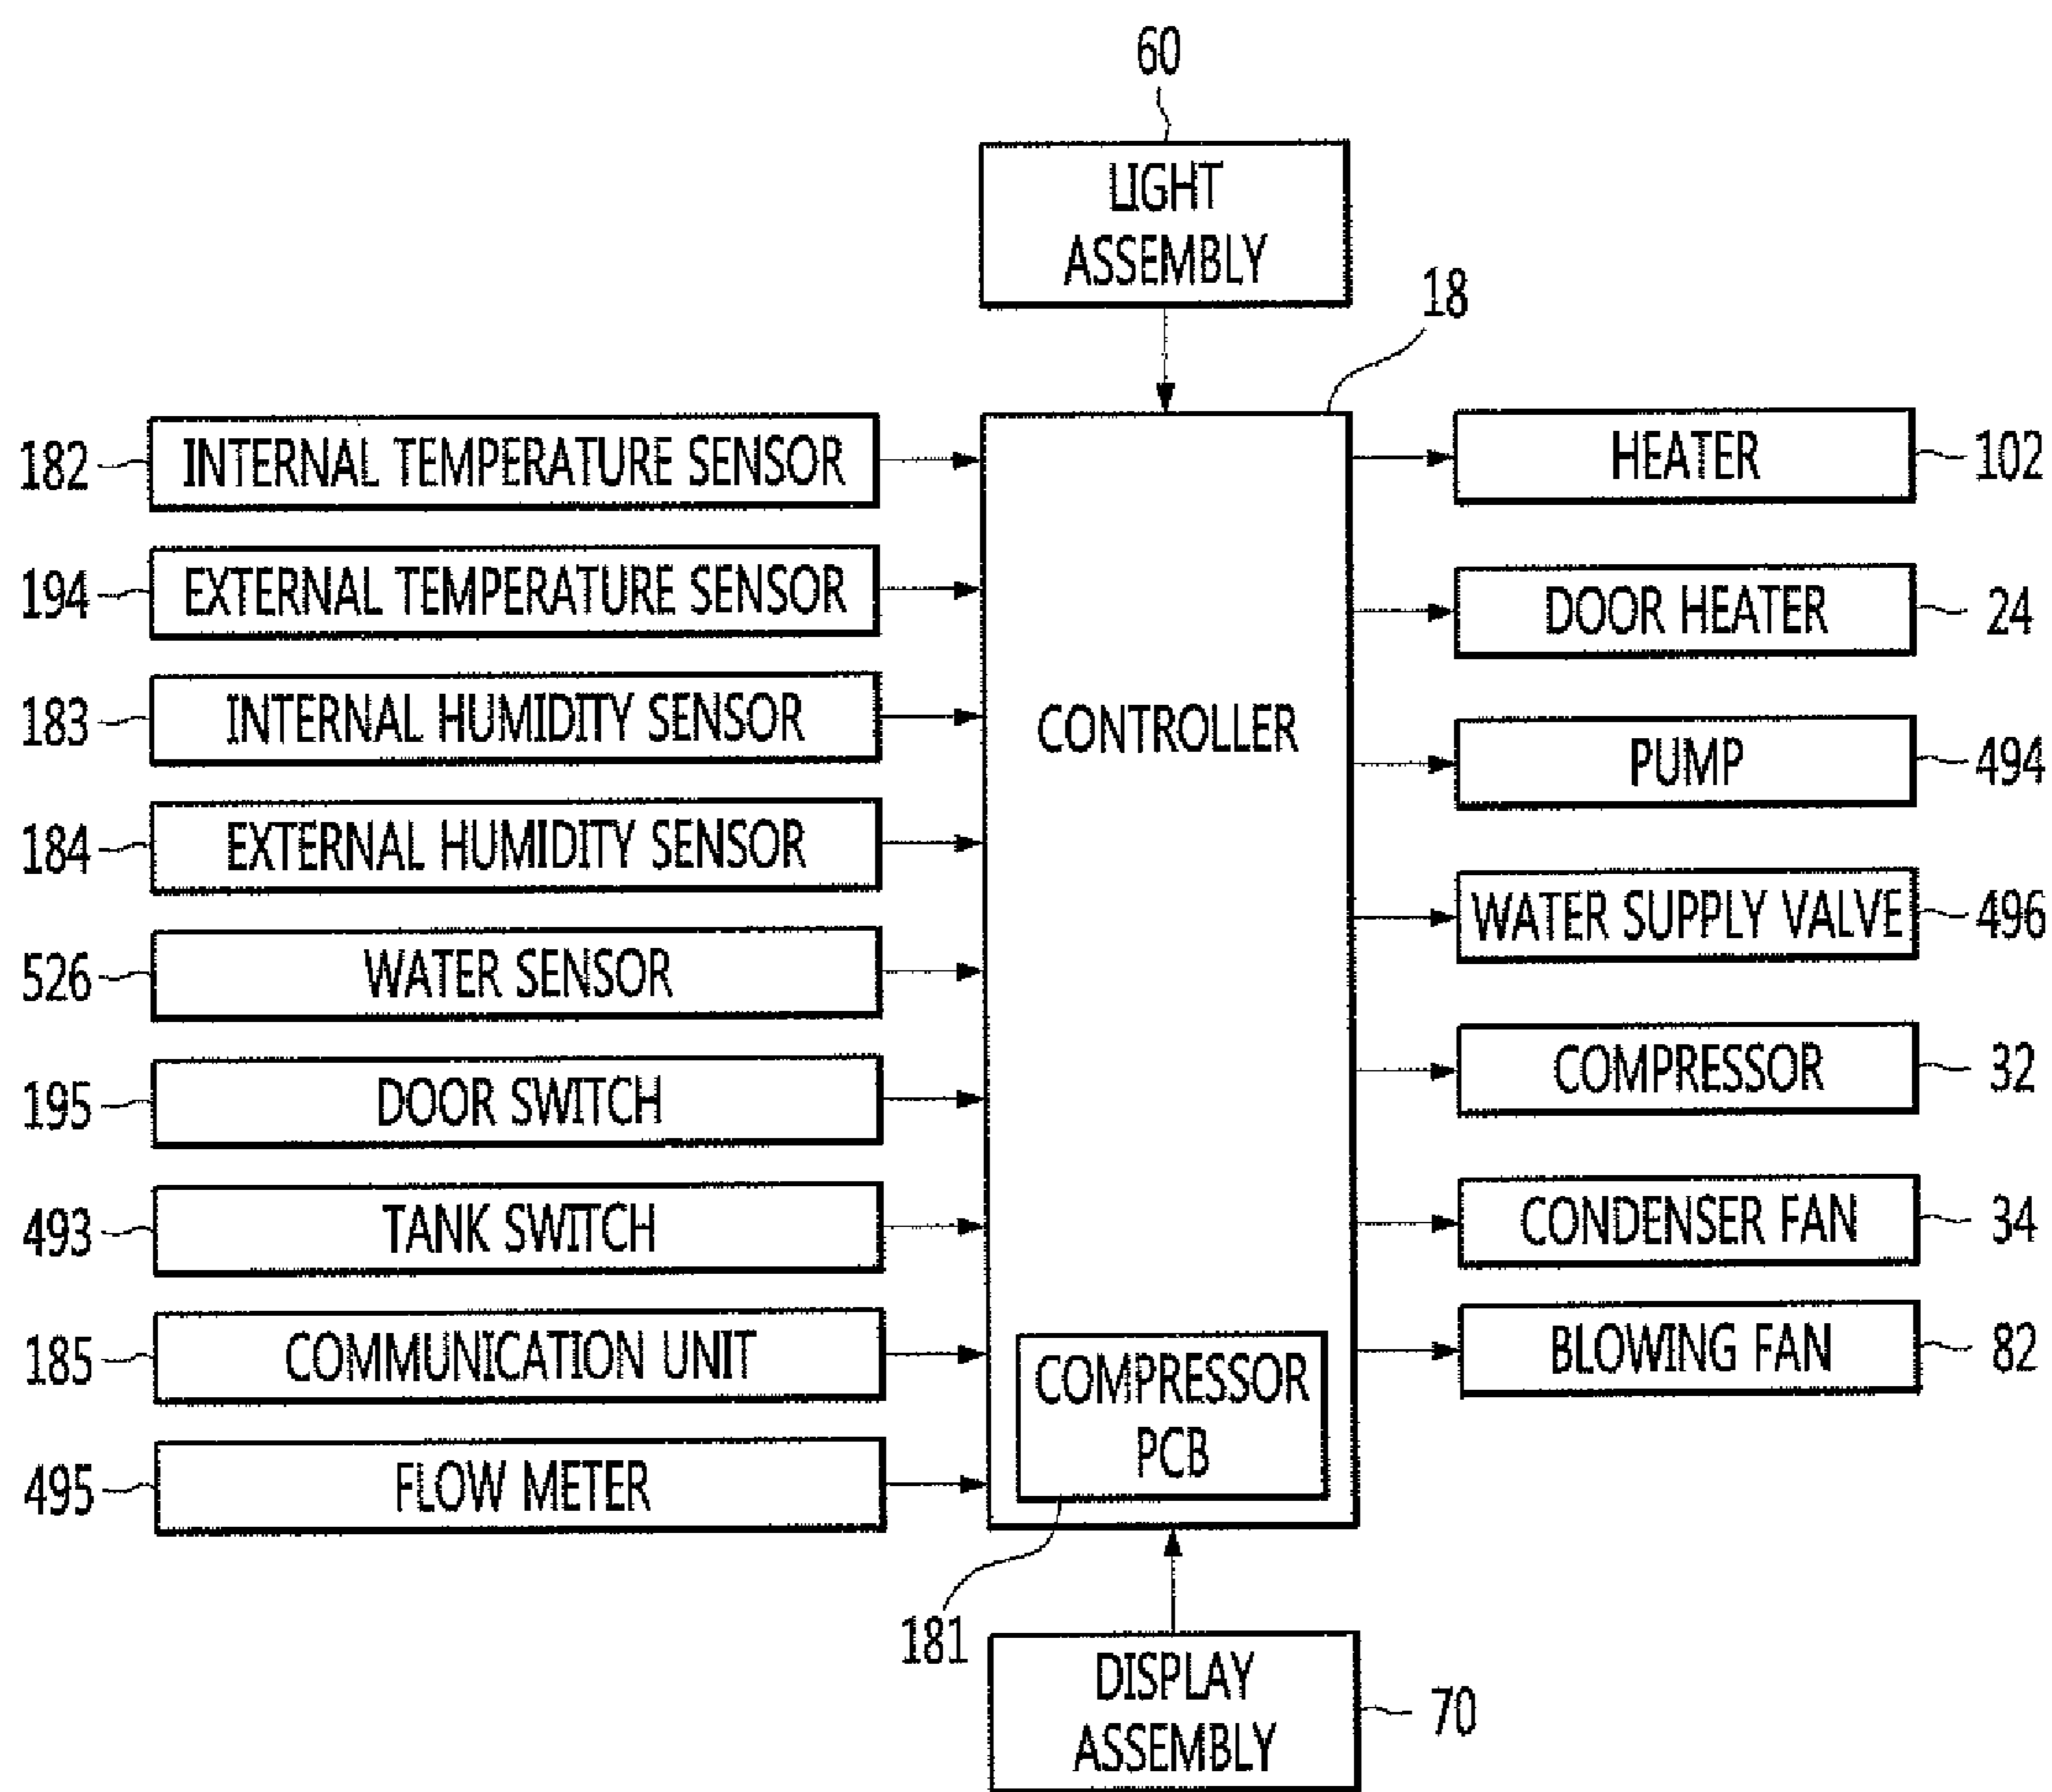 60
LIGHT
ASSEMBLY
18
182
INTERNAL TEMPERATURE SENSOR
HEATER
102
194
EXTERNAL TEMPERATURE SENSOR
DOOR HEATER
24
183
INTERNAL HUMIDITY SENSOR
CONTROLLER
PUMP
494
184
EXTERNAL HUMIDITY SENSOR
WATER SUPPLY VALVE
496
526
WATER SENSOR
COMPRESSOR
32
195
DOOR SWITCH
493
TANK SWITCH
CONDENSER FAN
34
185
COMMUNICATION UNIT
BLOWING FAN
82
COMPRESSOR
PCB
495
FLOW METER
181
DISPLAY
ASSEMBLY
70